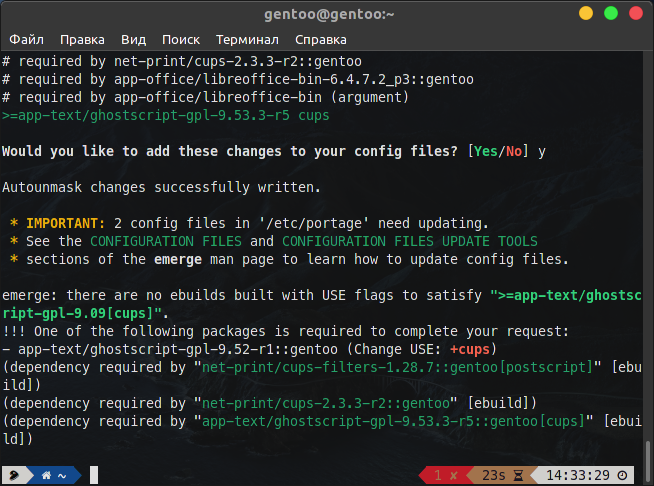 gentoo@gentoo:~
Файл Правка Вид Поиск Терминал Справка
# required by net-print/cups-2.3.3-r2::gentoo
# required by app-office/libreoffice-bin-6.4.7.2_p3::gentoo
# required by app-office/libreoffice-bin (argument)
>=app-text/ghostscript-gpl-9.53.3-r5 cups
Would you like to add these changes to your config files? [Yes/No] y
Autounmask changes successfully written.
* IMPORTANT: 2 config files in '/etc/portage' need updating.
* See the CONFIGURATION FILES and CONFIGURATION FILES UPDATE TOOLS
* sections of the emerge man page to learn how to update config files.
emerge: there are no ebuilds built with USE flags to satisfy ">=app-text/ghostsc
ript-gpl-9.09[cups]".
!!! One of the following packages is required to complete your request:
- app-text/ghostscript-gpl-9.52-r1::gentoo (Change USE: +cups)
(dependency required by "net-print/cups-filters-1.28.7::gentoo[postscript]" [ebu
ild])
(dependency required by "net-print/cups-2.3.3-r2::gentoo" [ebuild])
(dependency required by "app-text/ghostscript-gpl-9.53.3-r5::gentoo[cups]" [ebui
ld])
~ 1 ✘ 23s 14:33:29